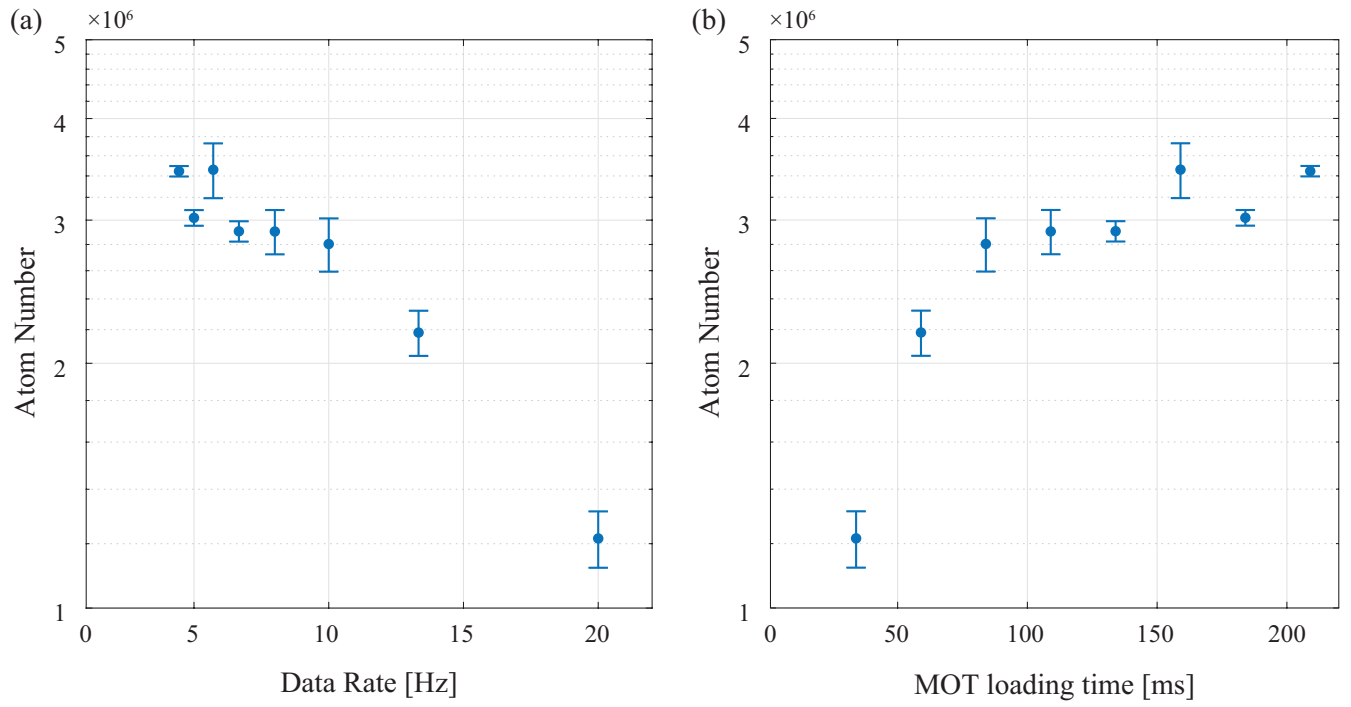 (a)
×10⁶
5
4
3
2
1
Atom Number
0 5 10 15 20
Data Rate [Hz]
(b)
×10⁶
5
4
3
2
1
Atom Number
0 50 100 150 200
MOT loading time [ms]